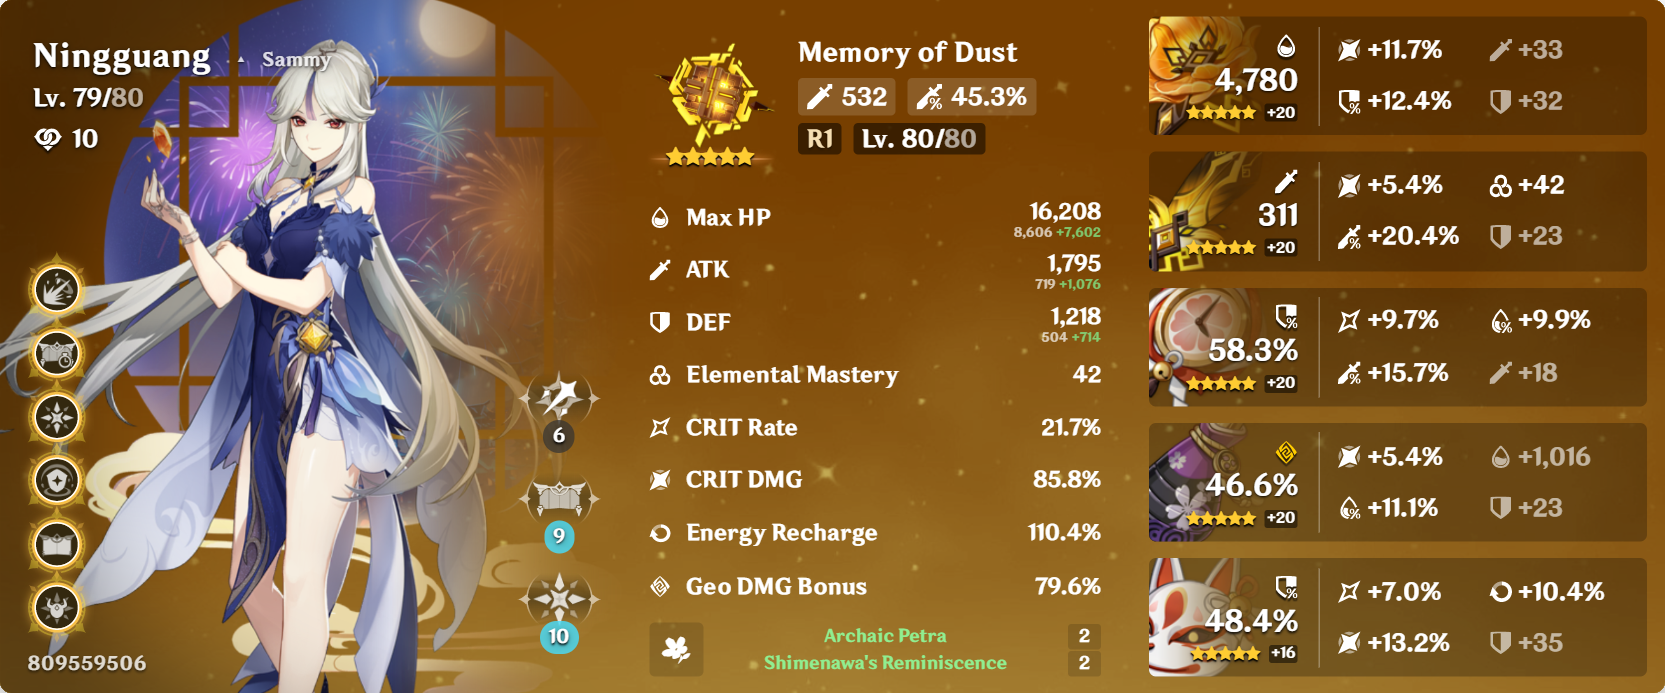 Ningguang
Sammy
Lv. 79/80
10
6
9
10
809559506
Memory of Dust
532 45.3%
R1 Lv. 80/80
Max HP 16,208
8,606 +7,602
ATK 1,795
719 +1,076
DEF 1,218
504 +714
Elemental Mastery 42
CRIT Rate 21.7%
CRIT DMG 85.8%
Energy Recharge 110.4%
Geo DMG Bonus 79.6%
Archaic Petra 2
Shimenawa's Reminiscence 2
4,780
+20
+11.7% +33
+12.4% +32
311
+20
+5.4% +42
+20.4% +23
58.3%
+20
+9.7% +9.9%
+15.7% +18
46.6%
+20
+5.4% +1,016
+11.1% +23
48.4%
+16
+7.0% +10.4%
+13.2% +35